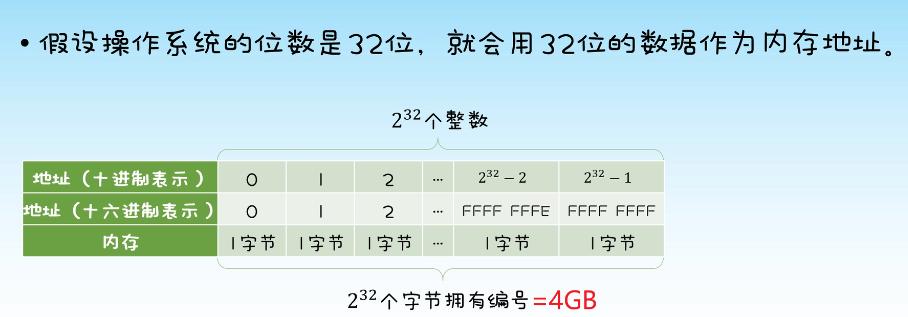 • 假设操作系统的位数是32位，就会用32位的数据作为内存地址。
2³²个整数
地址（十进制表示） 0 1 2 … 2³² − 2 2³² − 1
地址（十六进制表示） 0 1 2 … FFFF FFFE FFFF FFFF
内存 1字节 1字节 1字节 … 1字节 1字节
2³²个字节拥有编号=4GB